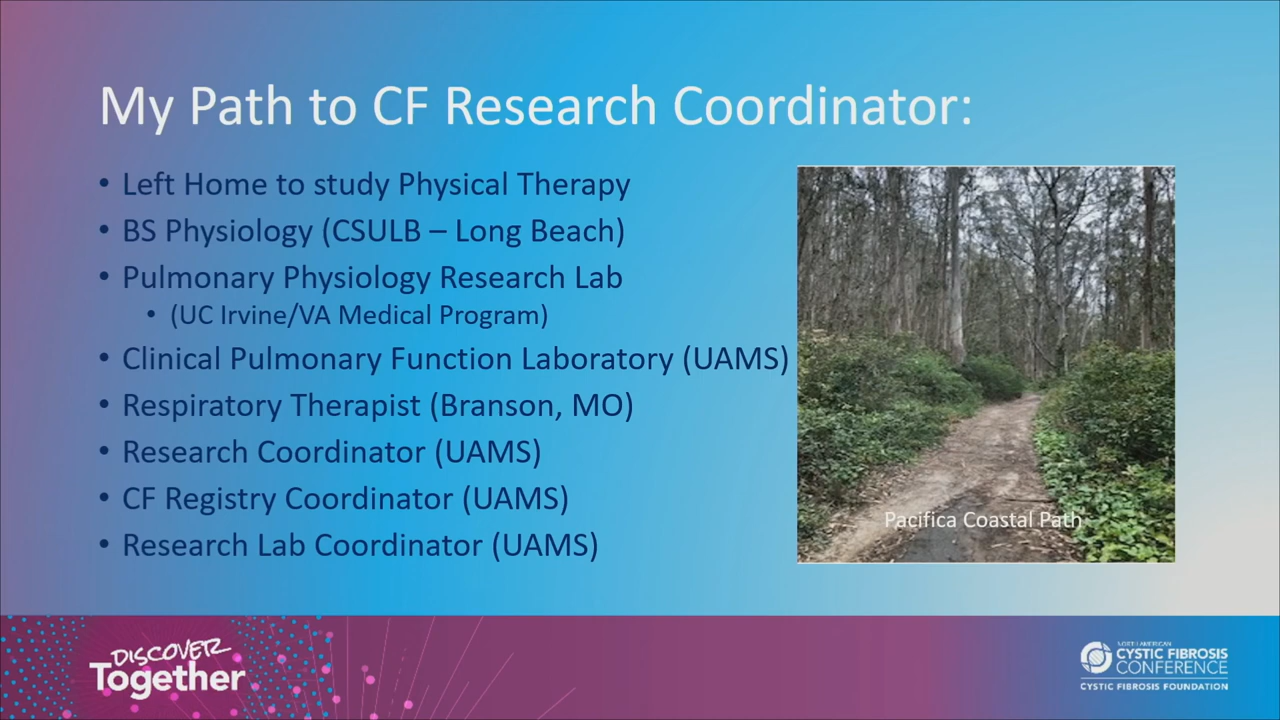 My Path to CF Research Coordinator:
• Left Home to study Physical Therapy
• BS Physiology (CSULB – Long Beach)
• Pulmonary Physiology Research Lab
• (UC Irvine/VA Medical Program)
• Clinical Pulmonary Function Laboratory (UAMS)
• Respiratory Therapist (Branson, MO)
• Research Coordinator (UAMS)
• CF Registry Coordinator (UAMS)
• Research Lab Coordinator (UAMS)
Pacifica Coastal Path
DISCOVER
Together
NORTH AMERICAN
CYSTIC FIBROSIS
CONFERENCE
CYSTIC FIBROSIS FOUNDATION